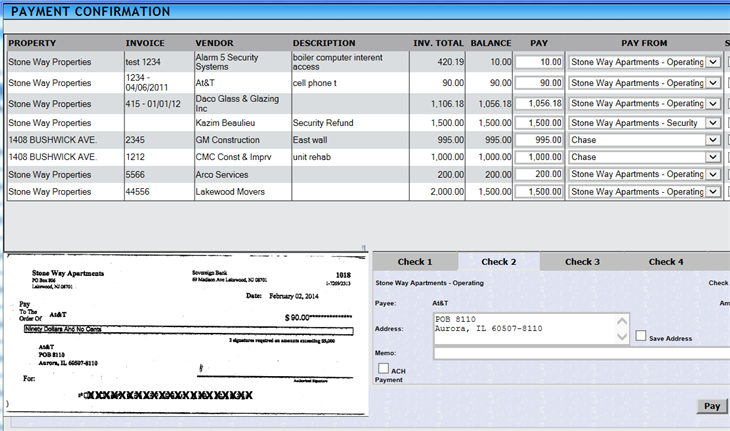 PAYMENT CONFIRMATION
PROPERTY INVOICE VENDOR DESCRIPTION INV. TOTAL BALANCE PAY PAY FROM S
Stone Way Properties test 1234 Alarm 5 Security Systems boiler computer interent access 420.19 10.00 10.00 Stone Way Apartments - Operating
Stone Way Properties 1234 - 04/06/2011 At&T cell phone t 90.00 90.00 90.00 Stone Way Apartments - Operating
Stone Way Properties 415 - 01/01/12 Daco Glass & Glazing Inc 1,106.18 1,056.18 1,056.18 Stone Way Apartments - Operating
Stone Way Properties Kazim Beaulieu Security Refund 1,500.00 1,500.00 1,500.00 Stone Way Apartments - Security
1408 BUSHWICK AVE. 2345 GM Construction East wall 995.00 995.00 995.00 Chase
1408 BUSHWICK AVE. 1212 CMC Const & Imprv unit rehab 1,000.00 1,000.00 1,000.00 Chase
Stone Way Properties 5566 Arco Services 200.00 200.00 200.00 Stone Way Apartments - Operating
Stone Way Properties 44556 Lakewood Movers 2,000.00 1,500.00 1,500.00 Stone Way Apartments - Operating
Stone Way Apartments Sovereign Bank 1018
PO Box 806 69 Madison Ave Lakewood, NJ 08701
Lakewood, NJ 08701 1-7269/2313
Date: February 02, 2014
Pay
To The
Order Of At&T $ 90.00***************
Ninety Dollars And No Cents
2 signatures required on amounts exceeding $5,000
At&T
POB 8110
Aurora, IL 60507-8110
For:
Authorized Signature
Check 1 Check 2 Check 3 Check 4
Stone Way Apartments - Operating Check
Payee: At&T Am
Address: POB 8110
Aurora, IL 60507-8110
Save Address
Memo:
ACH
Payment
Pay